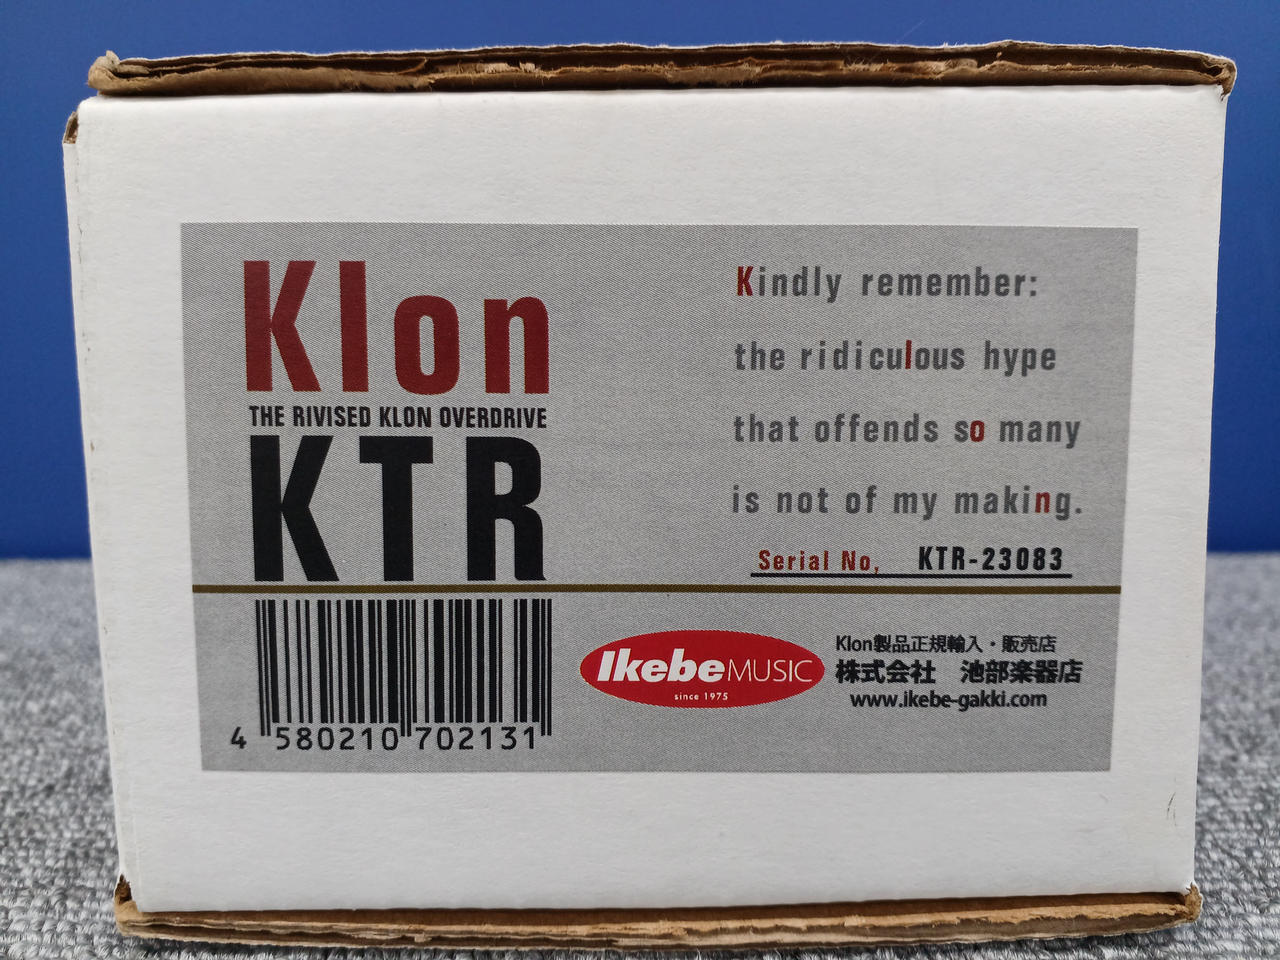 Klon
THE RIVISED KLON OVERDRIVE
KTR
Kindly remember:
the ridiculous hype
that offends so many
is not of my making.
Serial No, KTR-23083
4 580210 702131
Ikebe MUSIC
since 1975
Klon製品正規輸入・販売店
株式会社 池部楽器店
www.ikebe-gakki.com